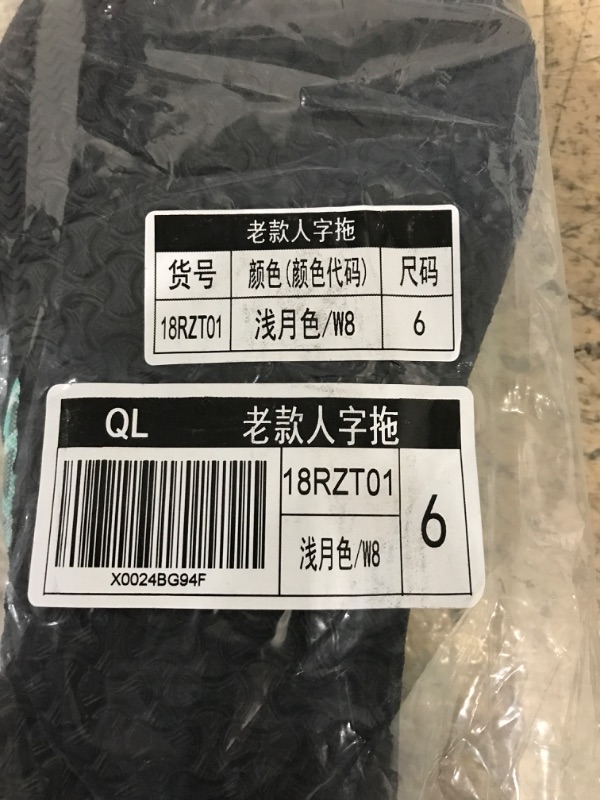 老款人字拖
货号 颜色(颜色代码) 尺码
18RZT01 浅月色/W8 6
QL 老款人字拖
18RZT01
浅月色/W8
6
X0024BG94F